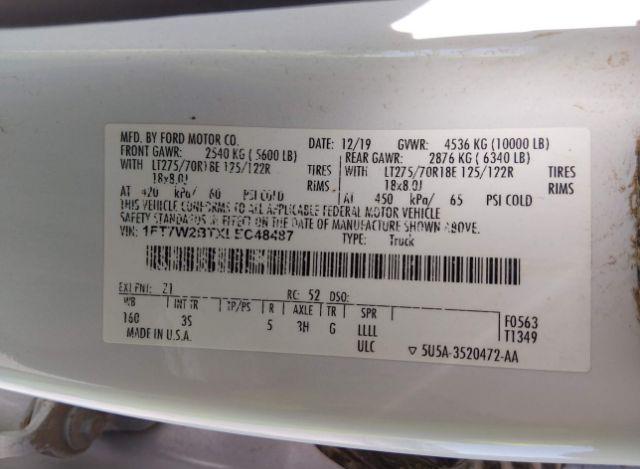 MFD. BY FORD MOTOR CO. DATE: 12/19 GVWR: 4536 KG (10000 LB)
FRONT GAWR: 2540 KG (5600 LB) REAR GAWR: 2876 KG (6340 LB)
WITH LT275/70R18E 125/122R TIRES WITH LT275/70R18E 125/122R TIRES
18x8.0J RIMS 18x8.0J RIMS
AT 420 kPa/ 60 PSI COLD AT 450 kPa/ 65 PSI COLD
THIS VEHICLE CONFORMS TO ALL APPLICABLE FEDERAL MOTOR VEHICLE
SAFETY STANDARDS IN EFFECT ON THE DATE OF MANUFACTURE SHOWN ABOVE.
VIN: 1FT7W2BTXLEC48487 TYPE: Truck
EXT PNT: Z1 RC: 52 DSO:
WB INT TR TP/PS R AXLE TR SPR
160 3S 5 3H G LLLL F0563
ULC T1349
MADE IN U.S.A. ▽ 5U5A-3520472-AA